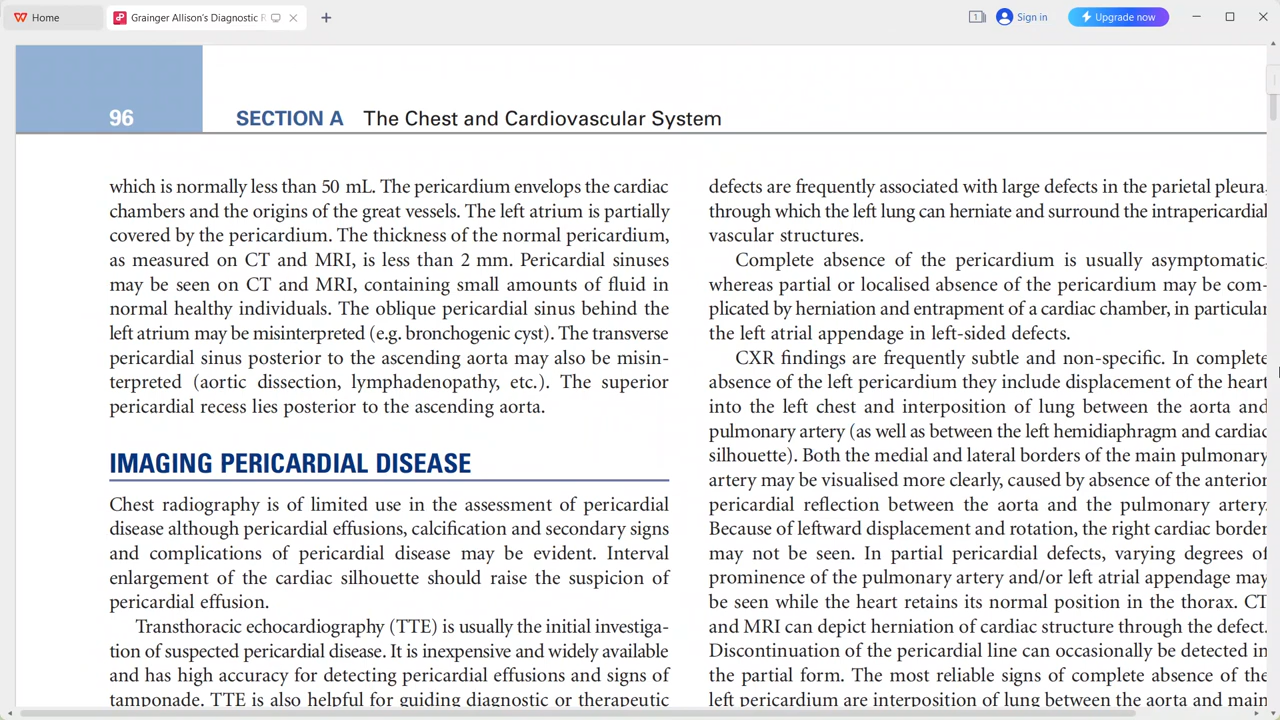 Home
Grainger Allison's Diagnostic R
1
Sign in
Upgrade now
96
SECTION A The Chest and Cardiovascular System
which is normally less than 50 mL. The pericardium envelops the cardiac
chambers and the origins of the great vessels. The left atrium is partially
covered by the pericardium. The thickness of the normal pericardium,
as measured on CT and MRI, is less than 2 mm. Pericardial sinuses
may be seen on CT and MRI, containing small amounts of fluid in
normal healthy individuals. The oblique pericardial sinus behind the
left atrium may be misinterpreted (e.g. bronchogenic cyst). The transverse
pericardial sinus posterior to the ascending aorta may also be misin-
terpreted (aortic dissection, lymphadenopathy, etc.). The superior
pericardial recess lies posterior to the ascending aorta.
IMAGING PERICARDIAL DISEASE
Chest radiography is of limited use in the assessment of pericardial
disease although pericardial effusions, calcification and secondary signs
and complications of pericardial disease may be evident. Interval
enlargement of the cardiac silhouette should raise the suspicion of
pericardial effusion.
Transthoracic echocardiography (TTE) is usually the initial investiga-
tion of suspected pericardial disease. It is inexpensive and widely available
and has high accuracy for detecting pericardial effusions and signs of
tamponade. TTE is also helpful for guiding diagnostic or therapeutic
defects are frequently associated with large defects in the parietal pleura,
through which the left lung can herniate and surround the intrapericardial
vascular structures.
Complete absence of the pericardium is usually asymptomatic,
whereas partial or localised absence of the pericardium may be com-
plicated by herniation and entrapment of a cardiac chamber, in particular
the left atrial appendage in left-sided defects.
CXR findings are frequently subtle and non-specific. In complete
absence of the left pericardium they include displacement of the heart
into the left chest and interposition of lung between the aorta and
pulmonary artery (as well as between the left hemidiaphragm and cardiac
silhouette). Both the medial and lateral borders of the main pulmonary
artery may be visualised more clearly, caused by absence of the anterior
pericardial reflection between the aorta and the pulmonary artery.
Because of leftward displacement and rotation, the right cardiac border
may not be seen. In partial pericardial defects, varying degrees of
prominence of the pulmonary artery and/or left atrial appendage may
be seen while the heart retains its normal position in the thorax. CT
and MRI can depict herniation of cardiac structure through the defect.
Discontinuation of the pericardial line can occasionally be detected in
the partial form. The most reliable signs of complete absence of the
left pericardium are interposition of lung between the aorta and main